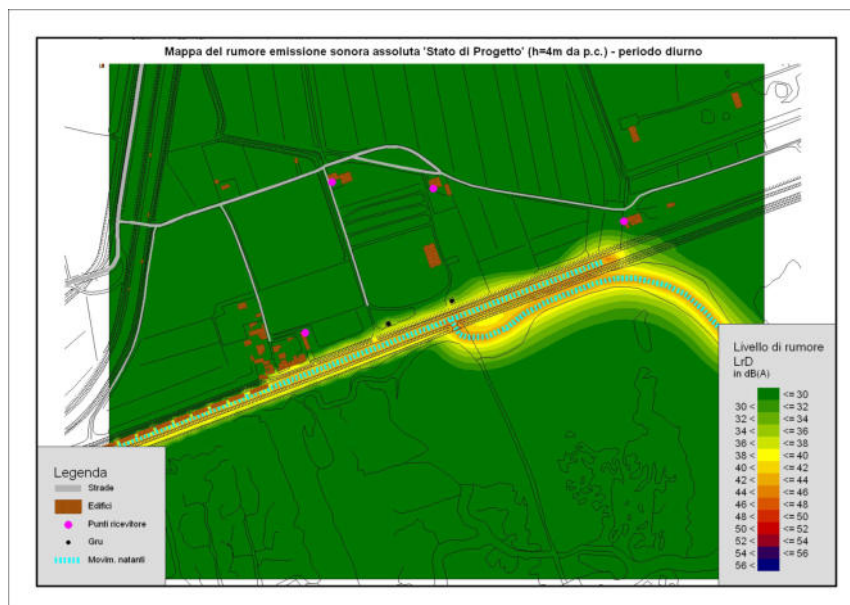 Mappa del rumore emissione sonora assoluta 'Stato di Progetto' (h=4m da p.c.) - periodo diurno
Legenda
Strade
Edifici
Punti ricevitore
Gru
Movim. natanti
Livello di rumore
LrD
in dB(A)
<= 30
30 < <= 32
32 < <= 34
34 < <= 36
36 < <= 38
38 < <= 40
40 < <= 42
42 < <= 44
44 < <= 46
46 < <= 48
48 < <= 50
50 < <= 52
52 < <= 54
54 < <= 56
56 <